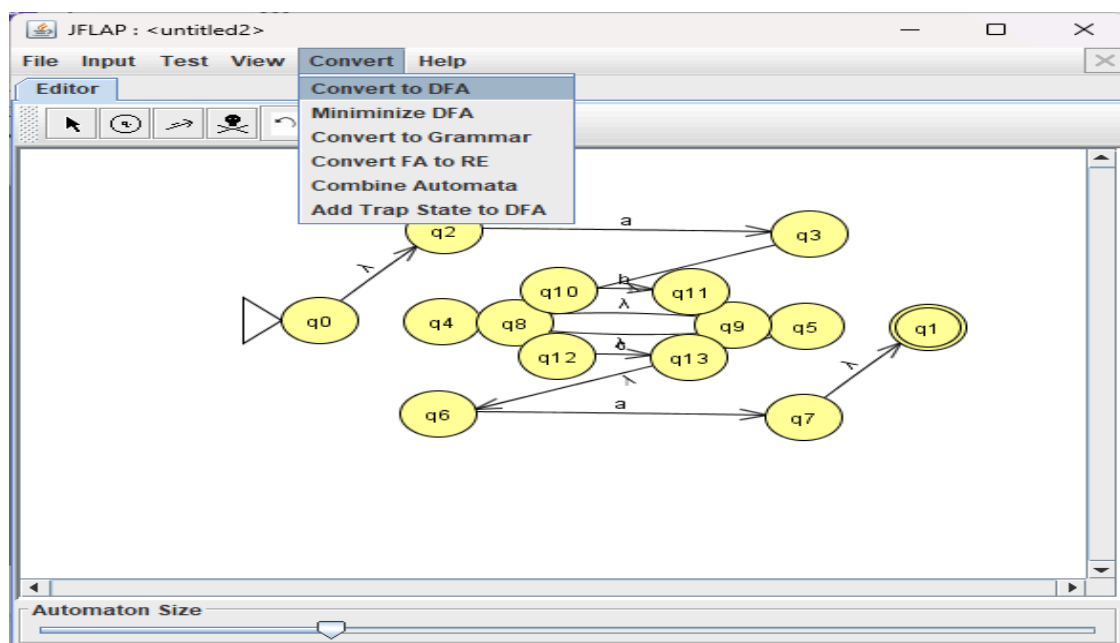 JFLAP : <untitled2>
File Input Test View Convert Help
Editor
Convert to DFA
Miniminize DFA
Convert to Grammar
Convert FA to RE
Combine Automata
Add Trap State to DFA
q2 a q3
λ
q10 b q11
λ
q0 q4 q8 q9 q5 q1
q12 q13 λ
λ
q6 a q7
Automaton Size